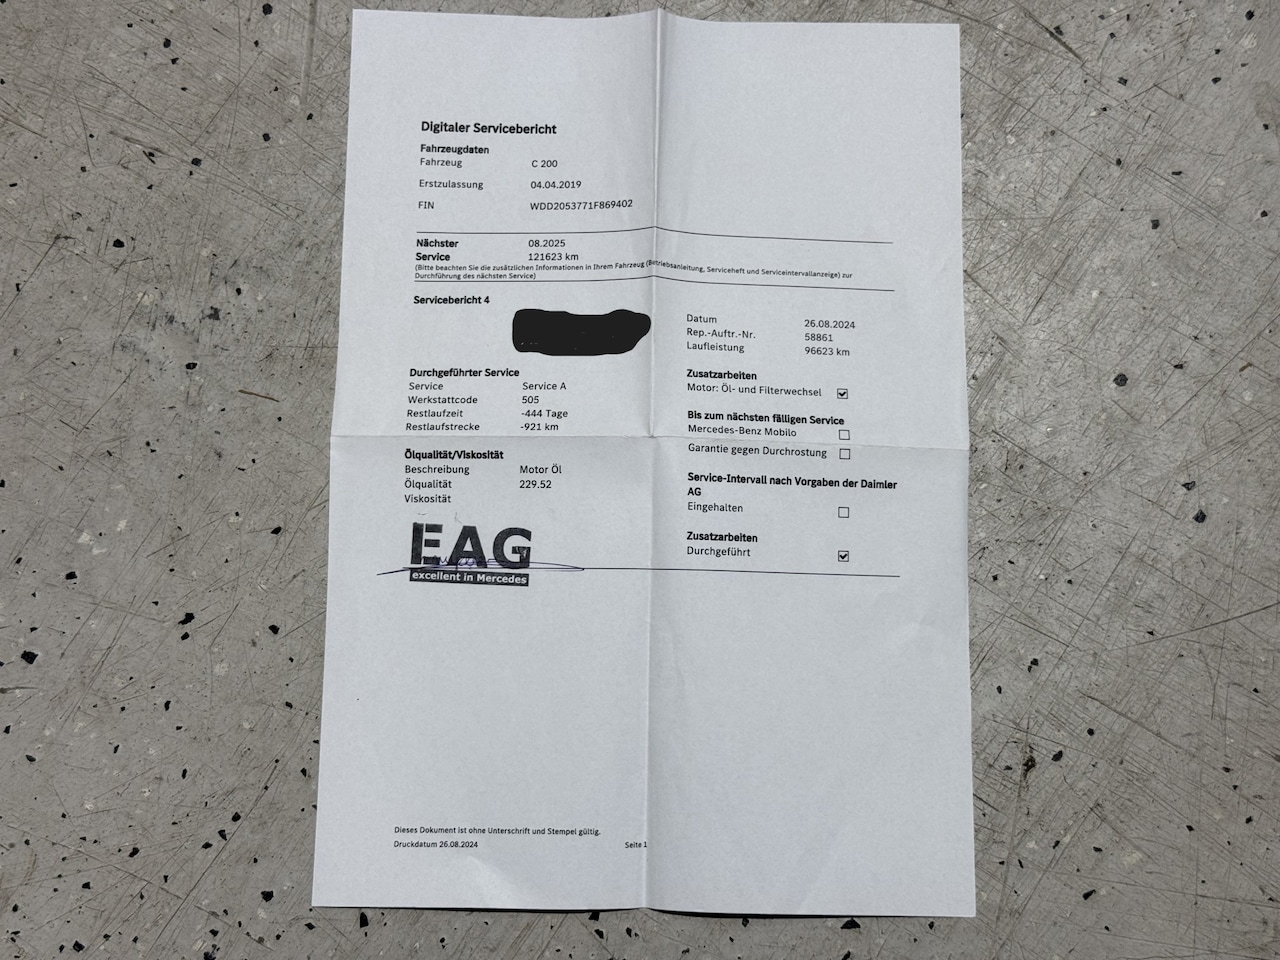 Digitaler Servicebericht
Fahrzeugdaten
Fahrzeug C 200
Erstzulassung 04.04.2019
FIN WDD2053771F869402
Nächster 08.2025
Service 121623 km
(Bitte beachten Sie die zusätzlichen Informationen in Ihrem Fahrzeug (Betriebsanleitung, Serviceheft und Serviceintervallanzeige) zur
Durchführung des nächsten Service)
Servicebericht 4
Datum 26.08.2024
Rep.-Auftr.-Nr. 58861
Laufleistung 96623 km
Durchgeführter Service
Service Service A
Werkstattcode 505
Restlaufzeit -444 Tage
Restlaufstrecke -921 km
Zusatzarbeiten
Motor: Öl- und Filterwechsel
Bis zum nächsten fälligen Service
Mercedes-Benz Mobilo
Garantie gegen Durchrostung
Ölqualität/Viskosität
Beschreibung Motor Öl
Ölqualität 229.52
Viskosität
Service-Intervall nach Vorgaben der Daimler
AG
Eingehalten
Zusatzarbeiten
Durchgeführt
EAG
excellent in Mercedes
Dieses Dokument ist ohne Unterschrift und Stempel gültig.
Druckdatum 26.08.2024 Seite 1